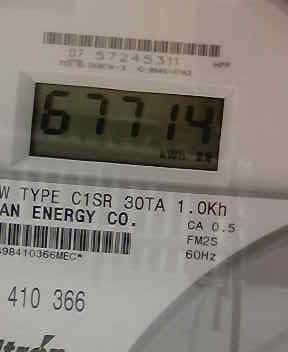 07 57245311
67714
kWh
W TYPE C1SR 30TA 1.0Kh
AN ENERGY CO.
CA 0.5
FM2S
60Hz
98410366MEC*
410 366